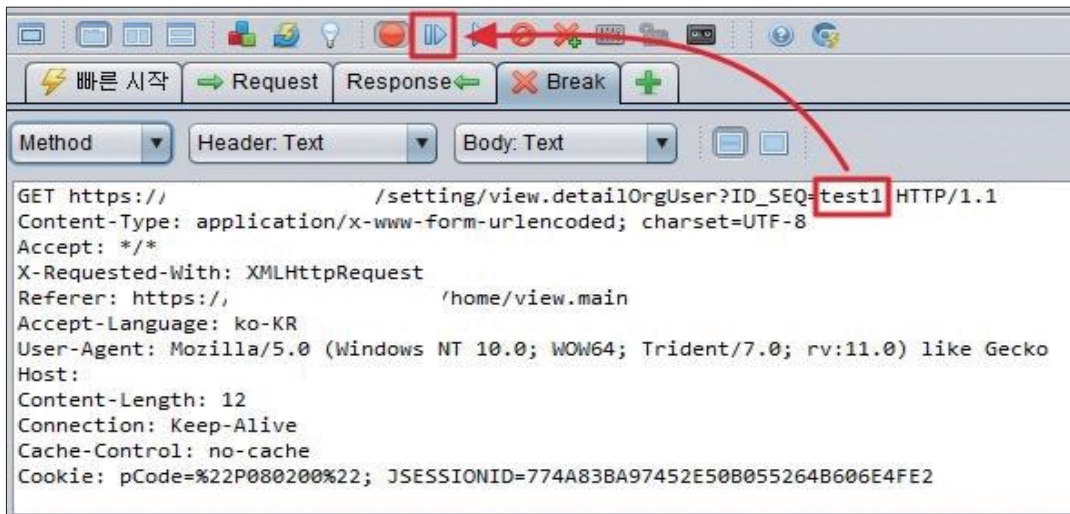 빠른 시작 Request Response Break
Method Header: Text Body: Text
GET https:// /setting/view.detailOrgUser?ID_SEQ=test1 HTTP/1.1
Content-Type: application/x-www-form-urlencoded; charset=UTF-8
Accept: */*
X-Requested-With: XMLHttpRequest
Referer: https:// /home/view.main
Accept-Language: ko-KR
User-Agent: Mozilla/5.0 (Windows NT 10.0; WOW64; Trident/7.0; rv:11.0) like Gecko
Host:
Content-Length: 12
Connection: Keep-Alive
Cache-Control: no-cache
Cookie: pCode=%22P080200%22; JSESSIONID=774A83BA97452E50B055264B606E4FE2